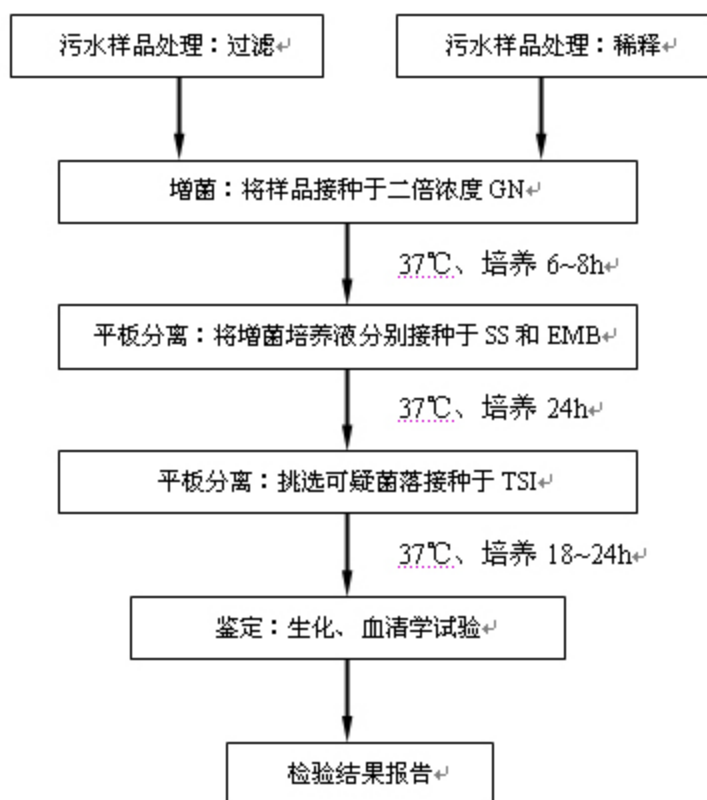 污水样品处理：过滤
污水样品处理：稀释
增菌：将样品接种于二倍浓度 GN
37℃、培养 6~8h
平板分离：将增菌培养液分别接种于 SS 和 EMB
37℃、培养 24h
平板分离：挑选可疑菌落接种于 TSI
37℃、培养 18~24h
鉴定：生化、血清学试验
检验结果报告